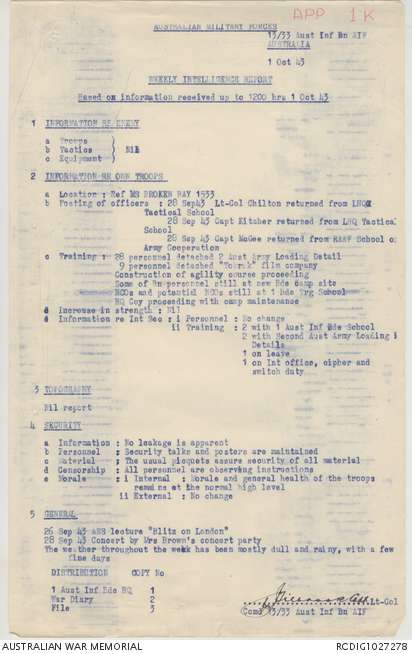 APP 1K
AUSTRALIAN MILITARY FORCES
13/33 Aust Inf Bn AIF
AUSTRALIA
1 Oct 43
WEEKLY INTELLIGENCE REPORT
Based on information received up to 1200 hrs 1 Oct 43
1 INFORMATION RE ENEMY
a Troops )
b Tactics ) Nil
c Equipment )
2 INFORMATION RE OWN TROOPS
a Location : Ref MS BROKEN BAY 1533
b Posting of officers : 28 Sep43 Lt-Col Chilton returned from LHQ
Tactical School
28 Sep 43 Capt Kitcher returned from LHQ Tactical
School
28 Sep 43 Capt McGee returned from RAAF School of
Army Cooperation
c Training : 28 personnel detached 2 Aust Army Loading Detail
9 personnel detached "Tobruk" film company
Construction of agility course proceeding
Some of Bn personnel still at new Bde Camp site
NCOs and potential NCOs still at 1 Bde Trg School
HQ Coy proceeding with camp maintenance
d Increase in strength : Nil
e Information re Int Sec : i Personnel : No change
ii Training : 2 with 1 Aust Inf Bde School
2 with Second Aust Army Loading
Details
1 on leave
1 on Int office, cipher and
switch duty
3 TOPOGRAPHY
Nil report
4 SECURITY
a Information : No leakage is apparent
b Personnel : Security talks and posters are maintained
c Material : The usual picquets assure security of all material
d Censorship : All personnel are observing instructions
e Morale : i Internal : Morale and general health of the troops
remains at the normal high level
ii External : No change
5 GENERAL
26 Sep 43 AES lecture "Blitz on London"
28 Sep 43 Concert by Mrs Brown's concert party
The weather throughout the week has been mostly dull and rainy, with a few
fine days
DISTRIBUTION COPY No
1 Aust Inf Bde HQ 1
War Diary 2
File 3
Lt-Col
Comd 13/33 Aust Bn AIF
AUSTRALIAN WAR MEMORIAL
RCDIG1027278